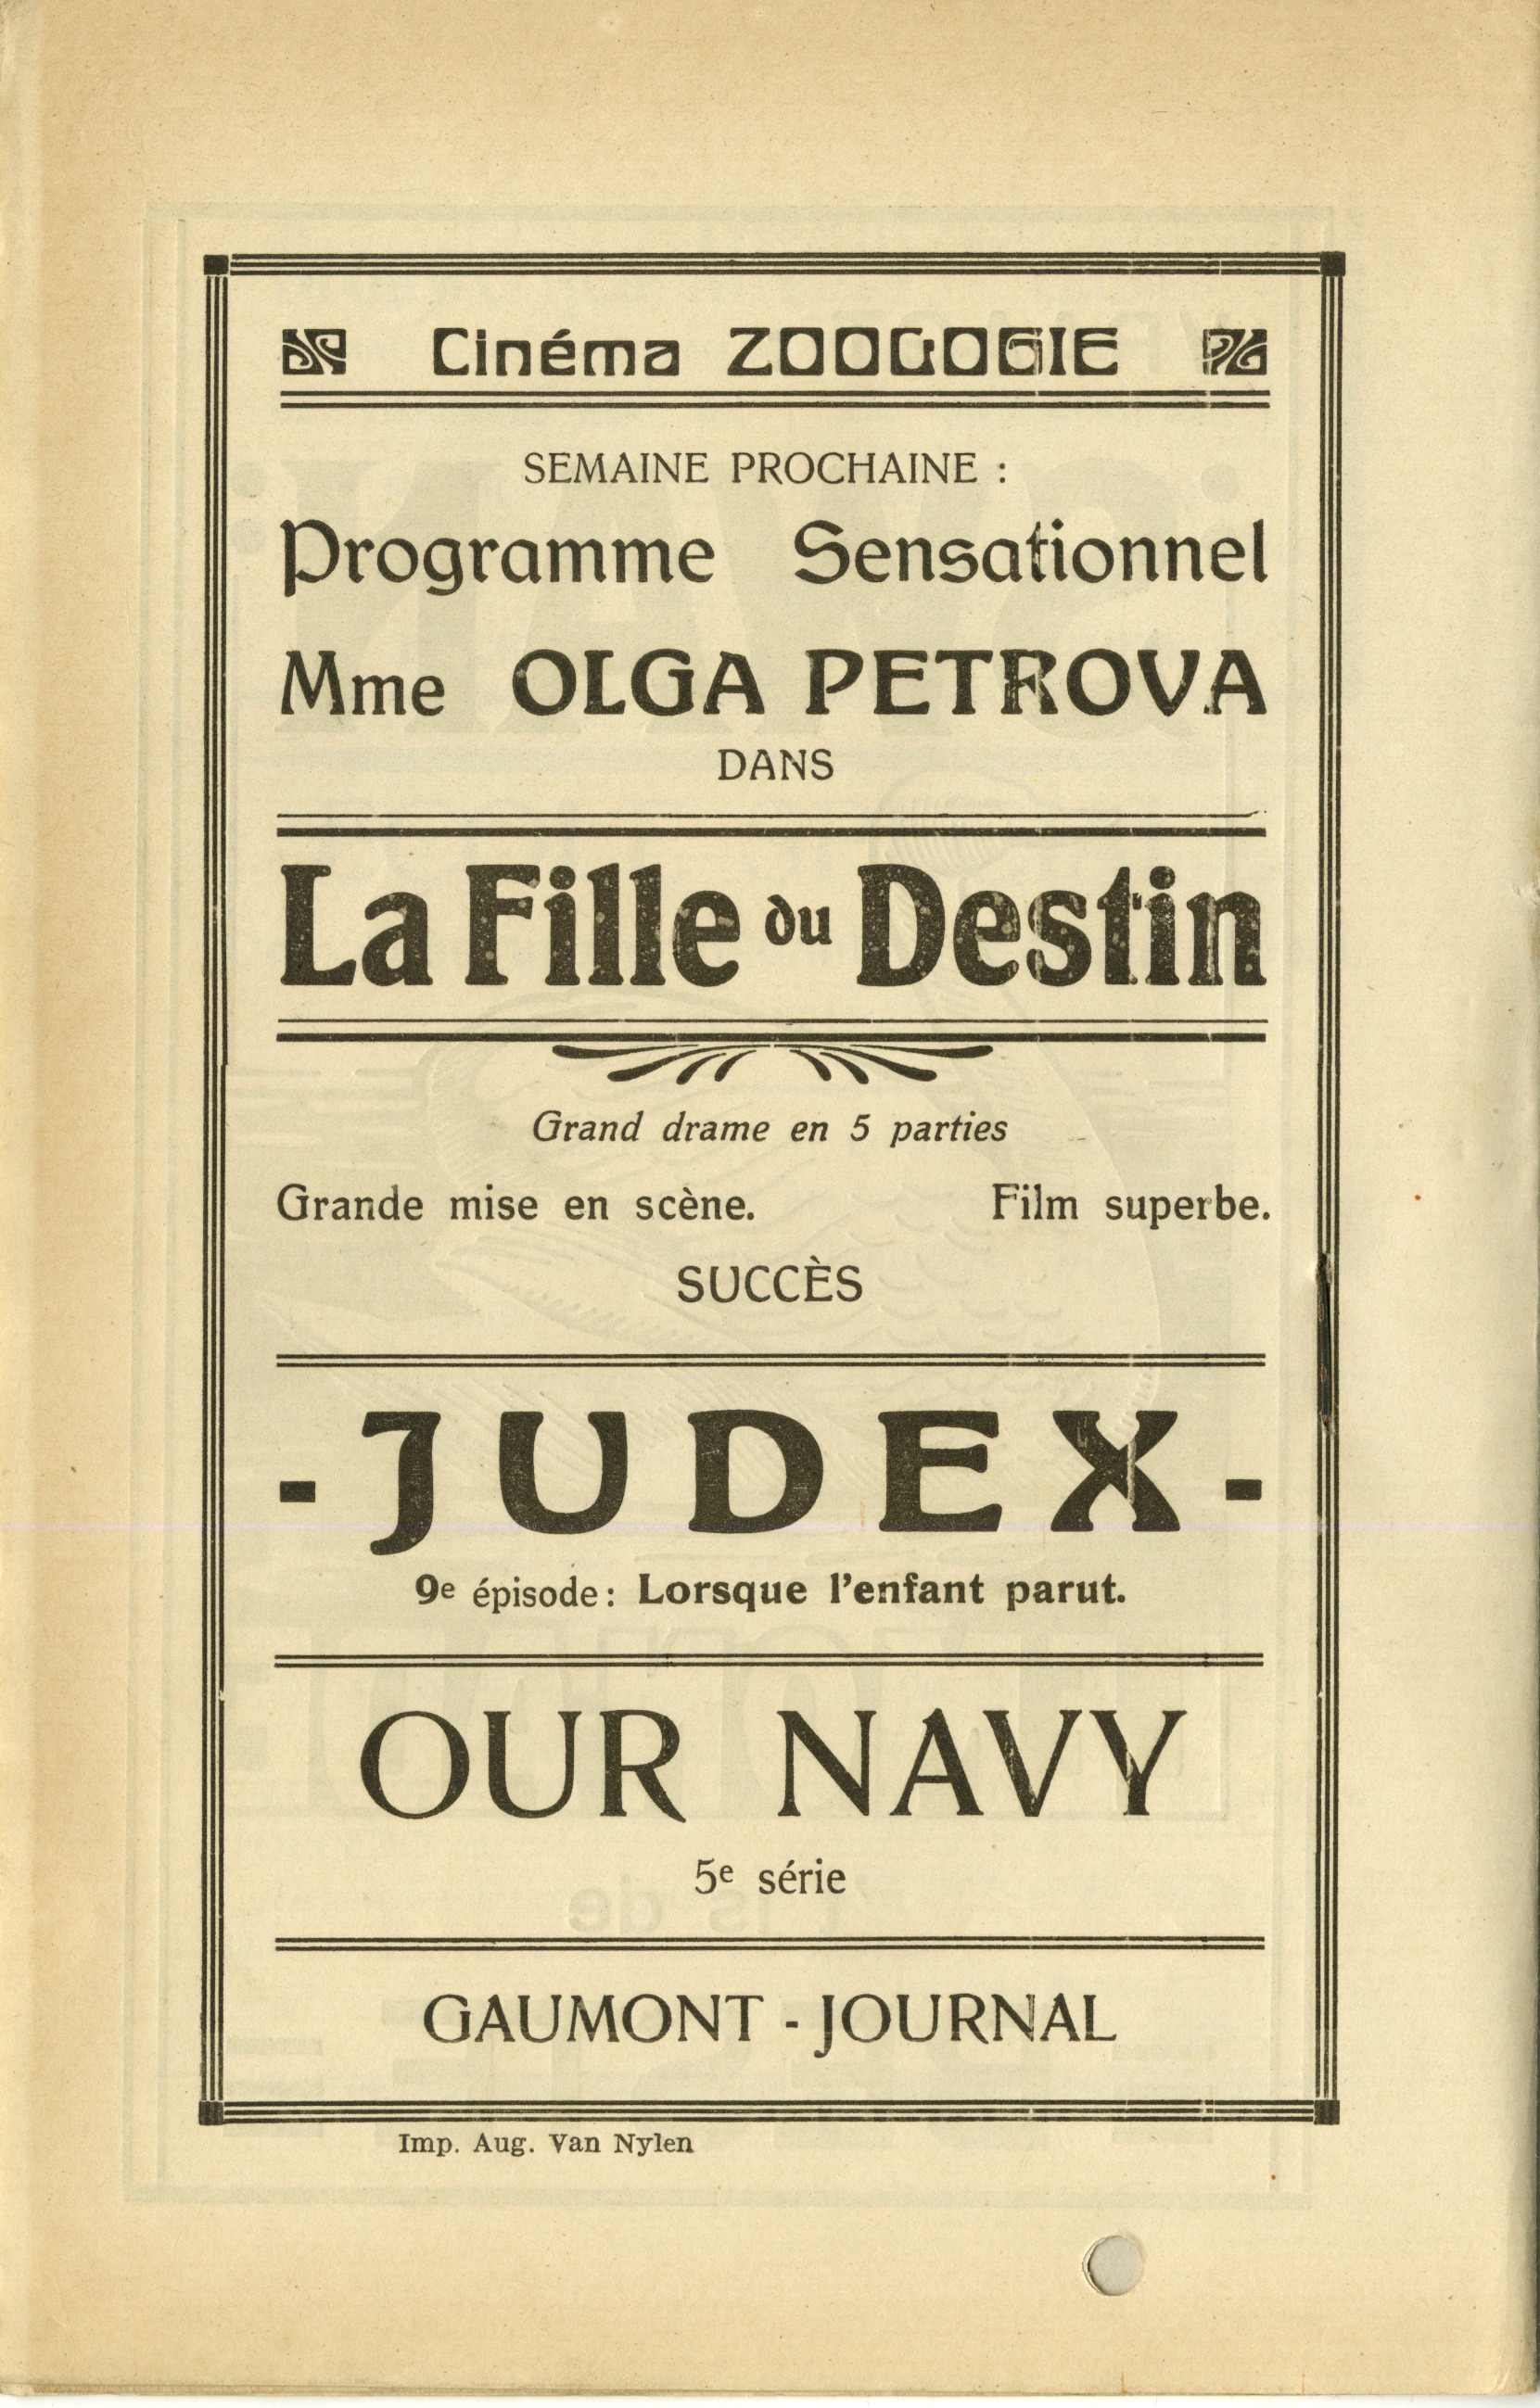 Cinéma ZOOLOGIE
SEMAINE PROCHAINE :
Programme Sensationnel
Mme OLGA PETROVA
DANS
La Fille du Destin
Grand drame en 5 parties
Grande mise en scène. Film superbe.
SUCCÈS
- JUDEX -
9e épisode : Lorsque l'enfant parut.
OUR NAVY
5e série
GAUMONT - JOURNAL
Imp. Aug. Van Nylen